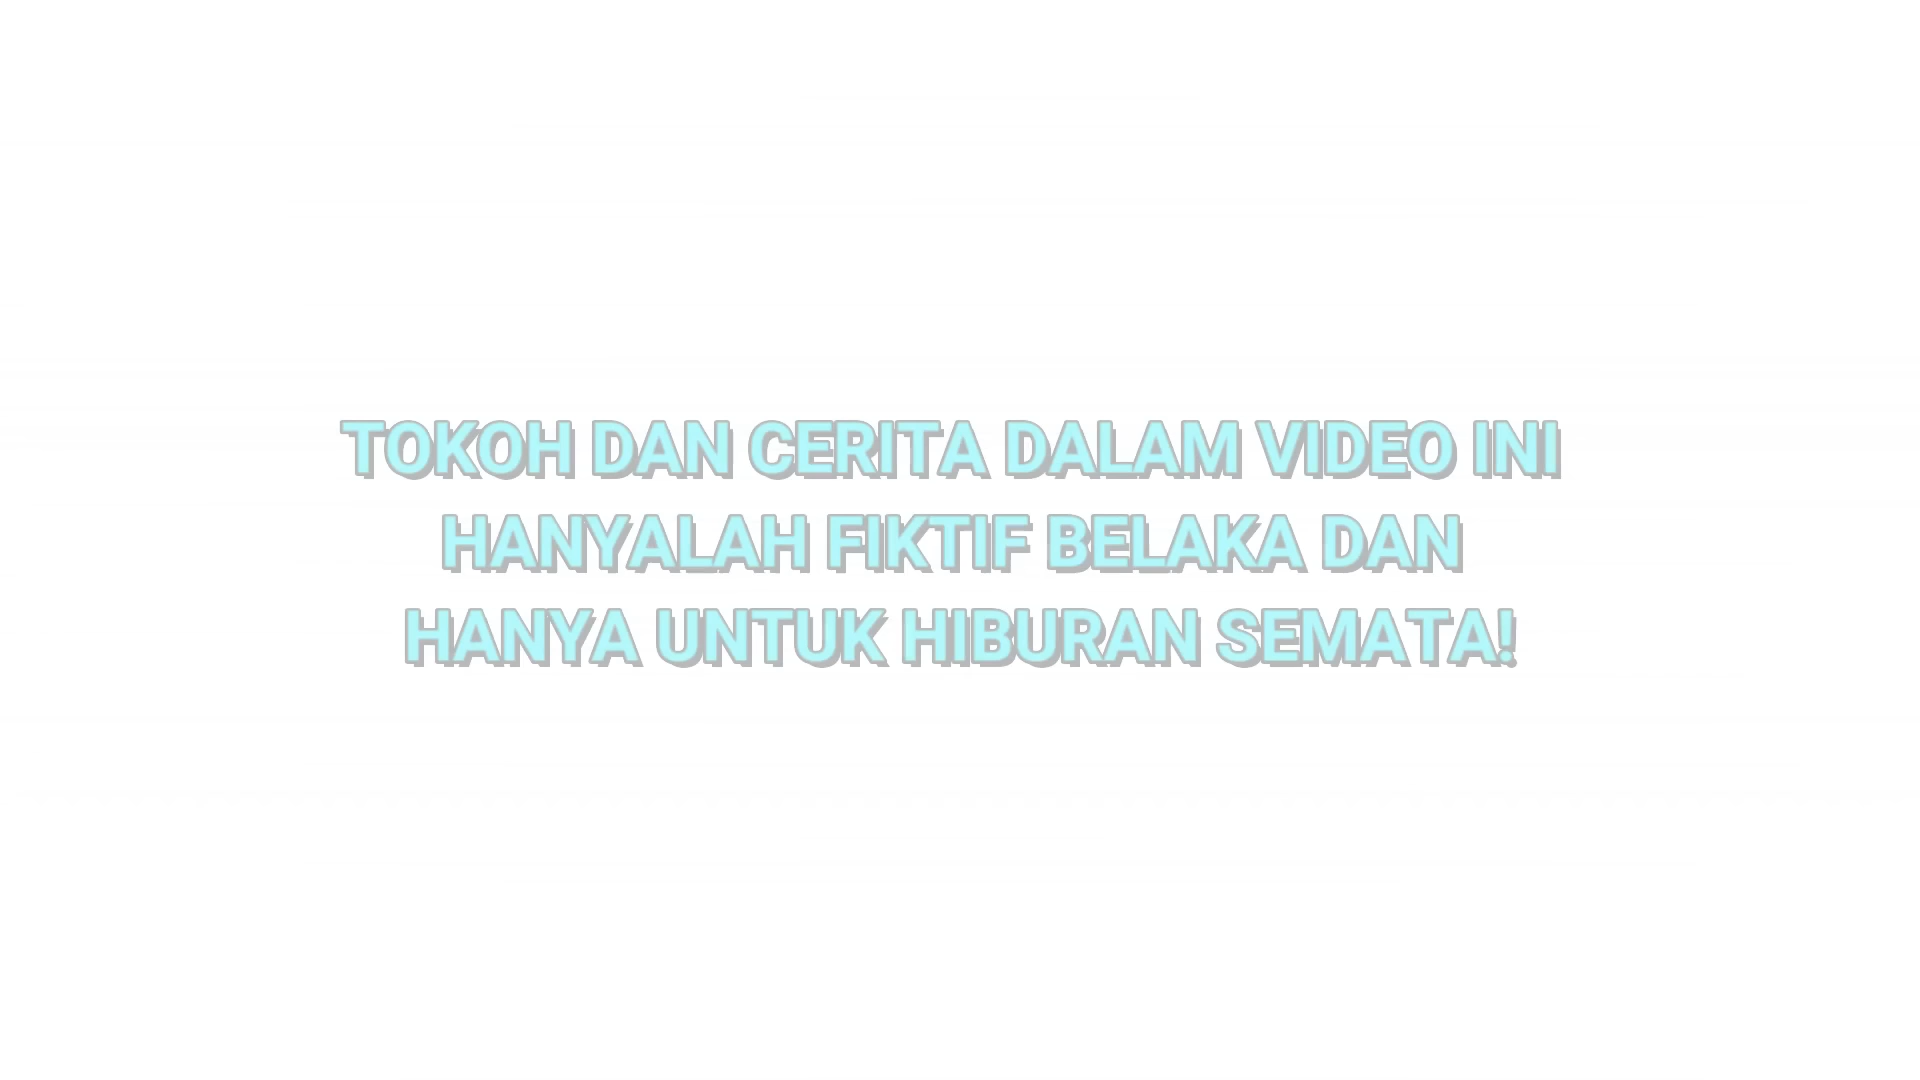 TOKOH DAN CERITA DALAM VIDEO INI
HANYALAH FIKTIF BELAKA DAN
HANYA UNTUK HIBURAN SEMATA!